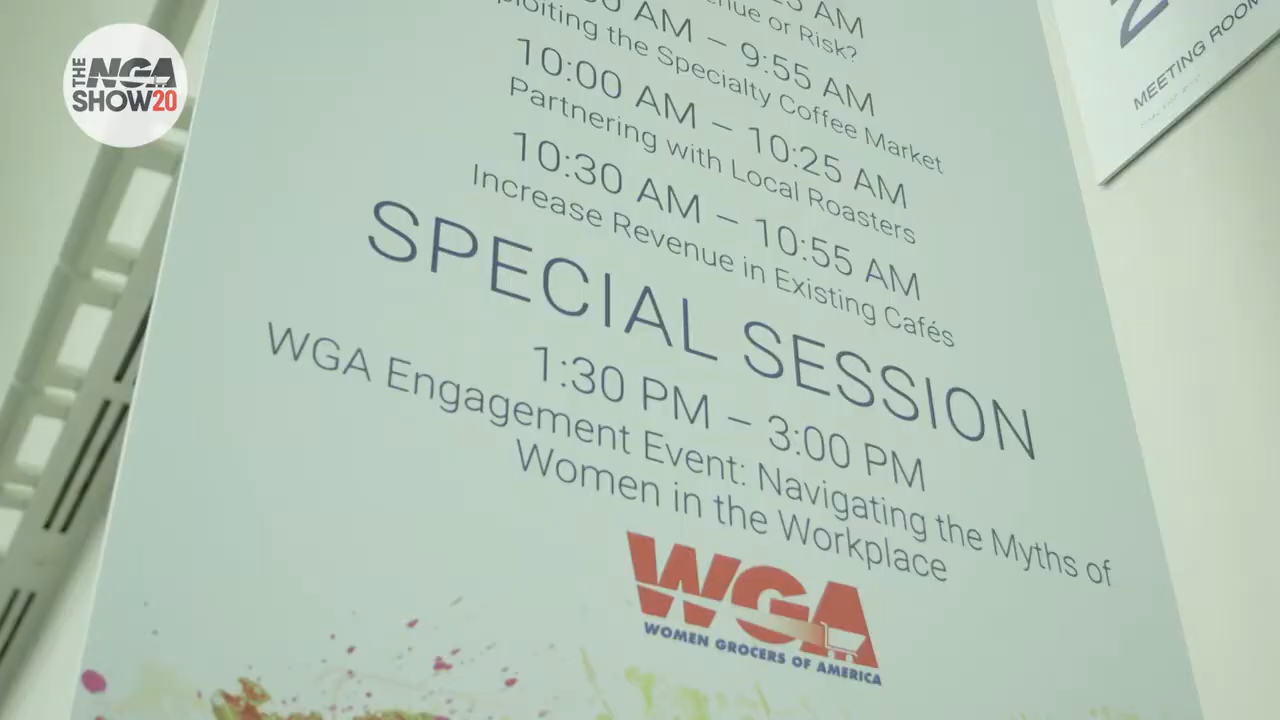 THE NGA
SHOW20
AM
or Risk?
AM – 9:55 AM
the Specialty Coffee Market
10:00 AM – 10:25 AM
Partnering with Local Roasters
10:30 AM – 10:55 AM
Increase Revenue in Existing Cafés
SPECIAL SESSION
1:30 PM – 3:00 PM
WGA Engagement Event: Navigating the Myths of
Women in the Workplace
WGA
WOMEN GROCERS OF AMERICA
MEETING ROOM